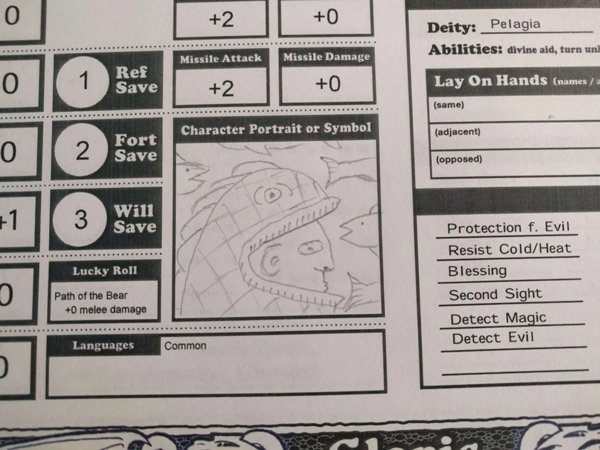 0
+2
+0
Deity: Pelagia
Abilities: divine aid, turn
0
1
Ref
Save
Missile Attack
+2
Missile Damage
+0
Lay On Hands (names /
(same)
(adjacent)
(opposed)
0
2
Fort
Save
Character Portrait or Symbol
+1
3
Will
Save
Protection f. Evil
Resist Cold/Heat
Blessing
Second Sight
Detect Magic
Detect Evil
0
Lucky Roll
Path of the Bear
+0 melee damage
0
Languages
Common